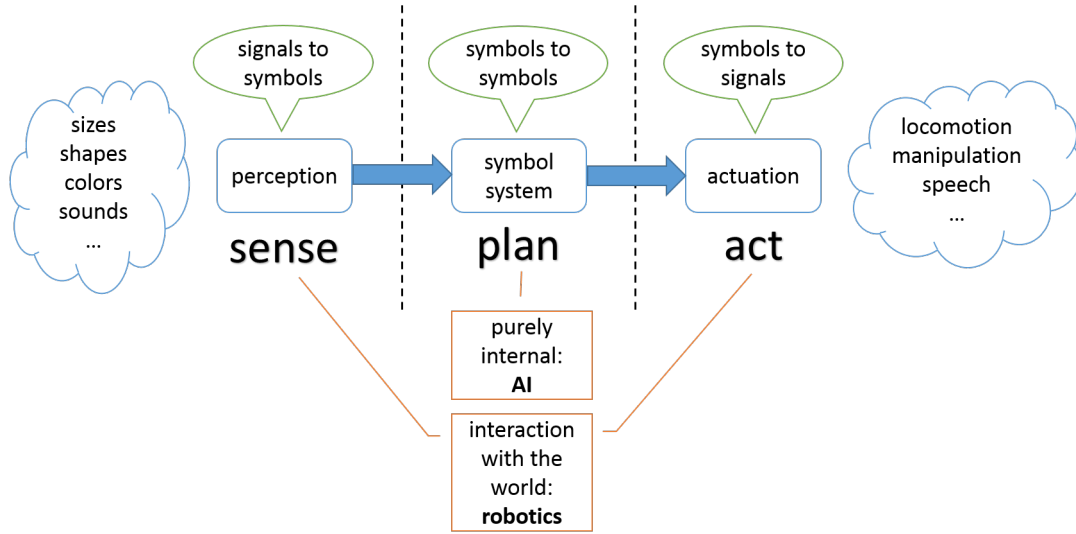 signals to
symbols
symbols to
symbols
symbols to
signals
sizes
shapes
colors
sounds
...
perception
symbol
system
actuation
locomotion
manipulation
speech
...
sense
plan
act
purely
internal:
AI
interaction
with the
world:
robotics